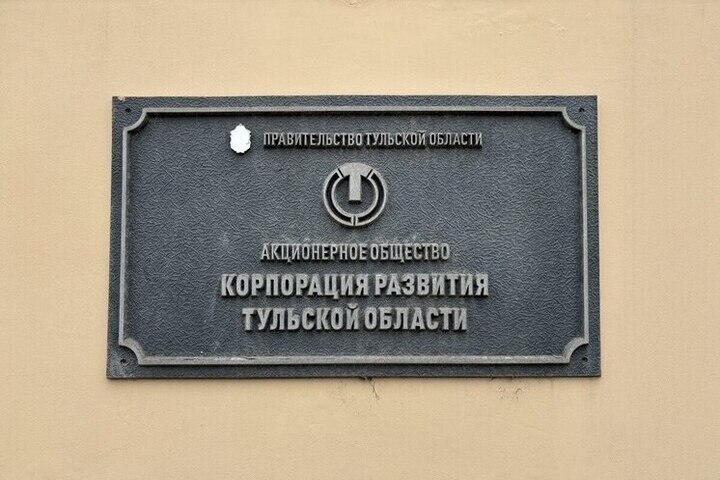 ПРАВИТЕЛЬСТВО ТУЛЬСКОЙ ОБЛАСТИ
АКЦИОНЕРНОЕ ОБЩЕСТВО
КОРПОРАЦИЯ РАЗВИТИЯ
ТУЛЬСКОЙ ОБЛАСТИ